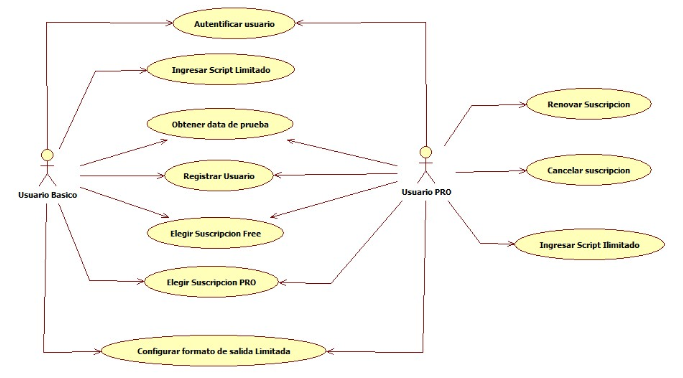 Autentificar usuario
Ingresar Script Limitado
Renovar Suscripcion
Obtener data de prueba
Cancelar suscripcion
Registrar Usuario
Usuario Basico
Usuario PRO
Elegir Suscripcion Free
Ingresar Script Ilimitado
Elegir Suscripcion PRO
Configurar formato de salida Limitada